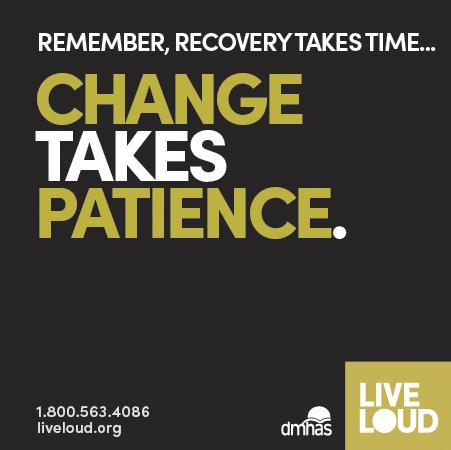 REMEMBER, RECOVERY TAKES TIME...
CHANGE
TAKES
PATIENCE.
1.800.563.4086
liveloud.org
dmhas
LIVE
LOUD